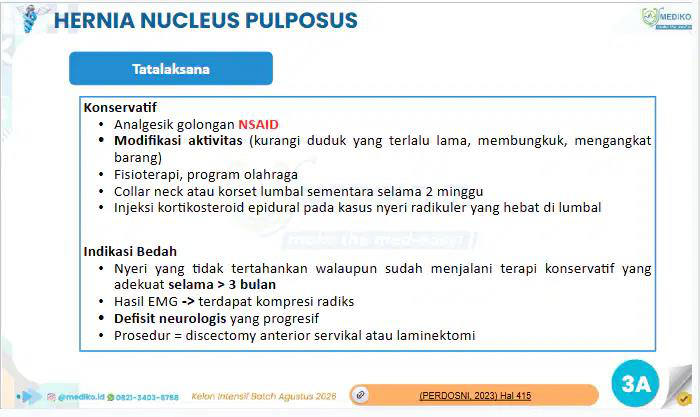 HERNIA NUCLEUS PULPOSUS
MEDIKO
Tatalaksana
Konservatif
• Analgesik golongan NSAID
• Modifikasi aktivitas (kurangi duduk yang terlalu lama, membungkuk, mengangkat
barang)
• Fisioterapi, program olahraga
• Collar neck atau korset lumbal sementara selama 2 minggu
• Injeksi kortikosteroid epidural pada kasus nyeri radikuler yang hebat di lumbal
make the med-easy!
Indikasi Bedah
• Nyeri yang tidak tertahankan walaupun sudah menjalani terapi konservatif yang
adekuat selama > 3 bulan
• Hasil EMG -> terdapat kompresi radiks
• Defisit neurologis yang progresif
• Prosedur = discectomy anterior servikal atau laminektomi
@mediko.id 0821-3403-8768 Kelon Intensif Batch Agustus 2026
(PERDOSNI, 2023) Hal 415
3A